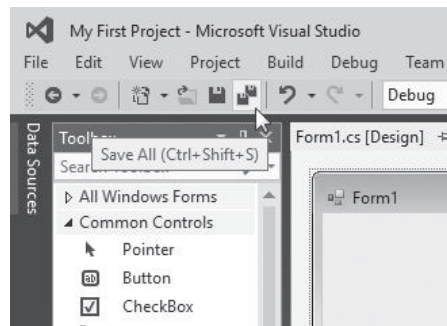 My First Project - Microsoft Visual Studio
File Edit View Project Build Debug Team
Debug
Data Sources
Form1.cs [Design]
Save All (Ctrl+Shift+S)
Form1
All Windows Forms
Common Controls
Pointer
ab Button
CheckBox